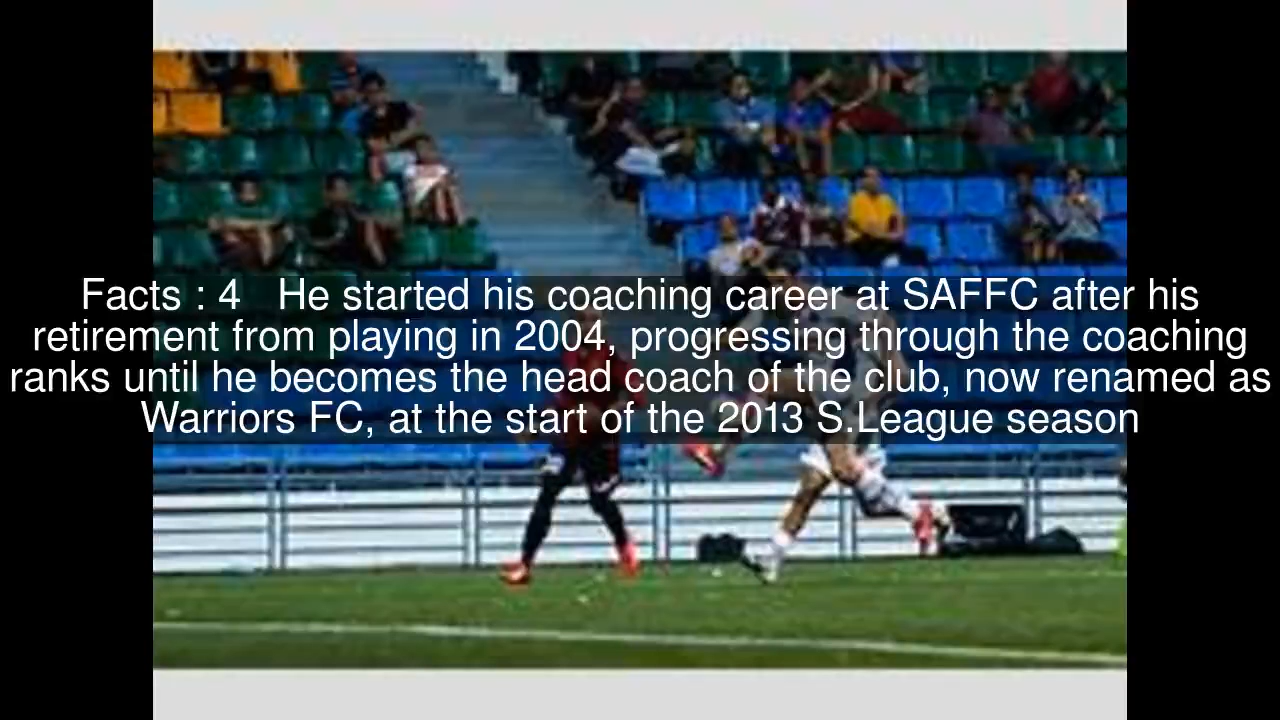 Facts : 4   He started his coaching career at SAFFC after his
retirement from playing in 2004, progressing through the coaching
ranks until he becomes the head coach of the club, now renamed as
Warriors FC, at the start of the 2013 S.League season